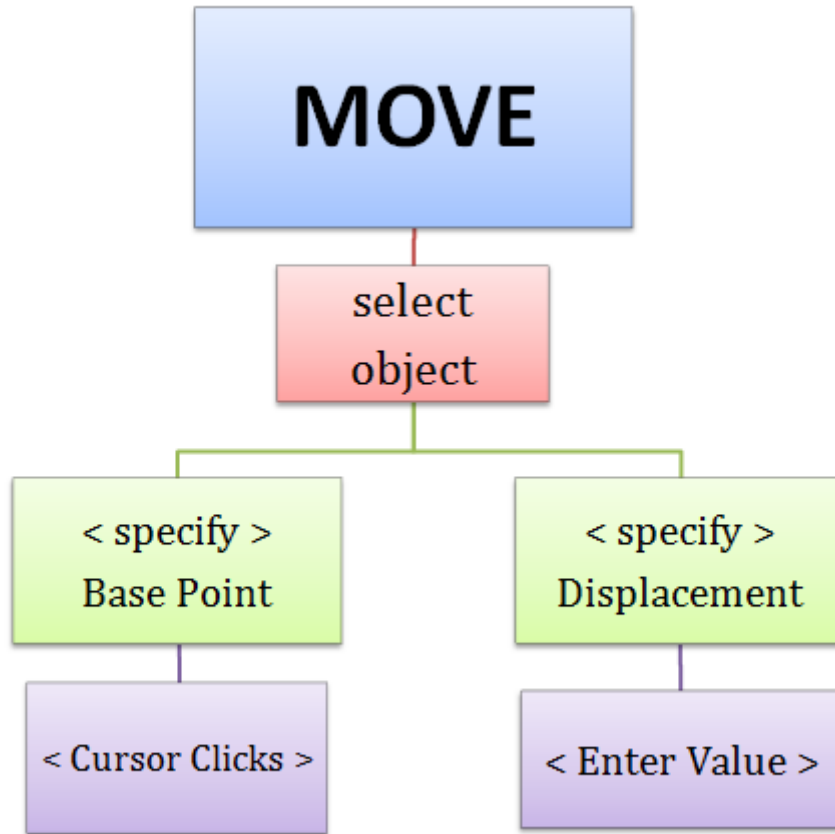 MOVE
select
object
< specify >
Base Point
< specify >
Displacement
< Cursor Clicks >
< Enter Value >